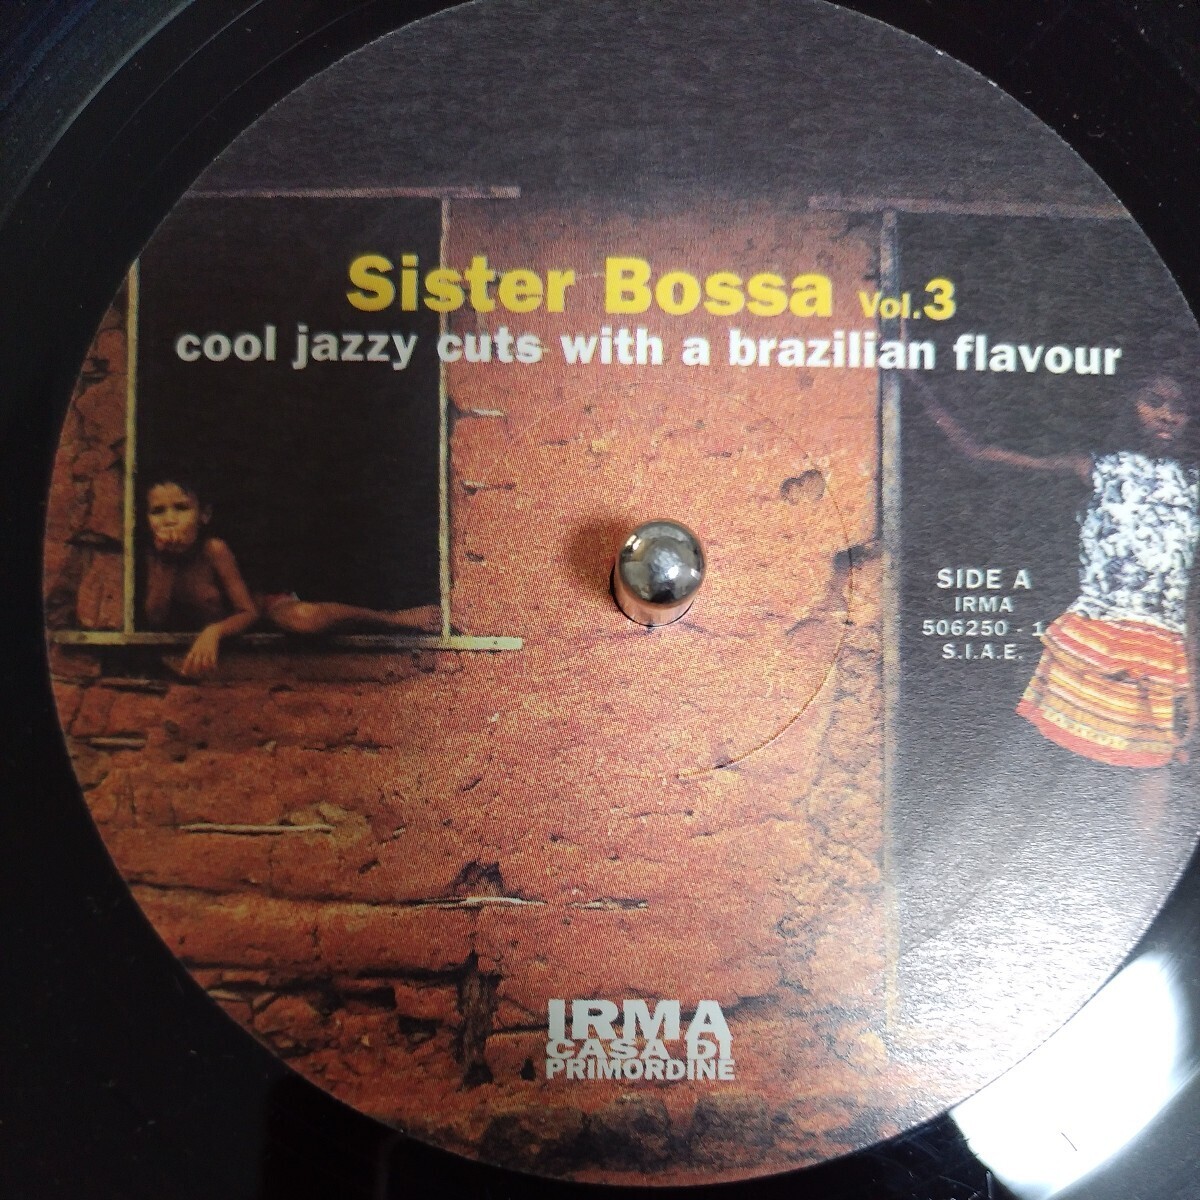 Sister Bossa Vol.3
cool jazzy cuts with a brazilian flavour
SIDE A
IRMA
506250 - 1
S.I.A.E.
IRMA
CASA DI
PRIMORDINE